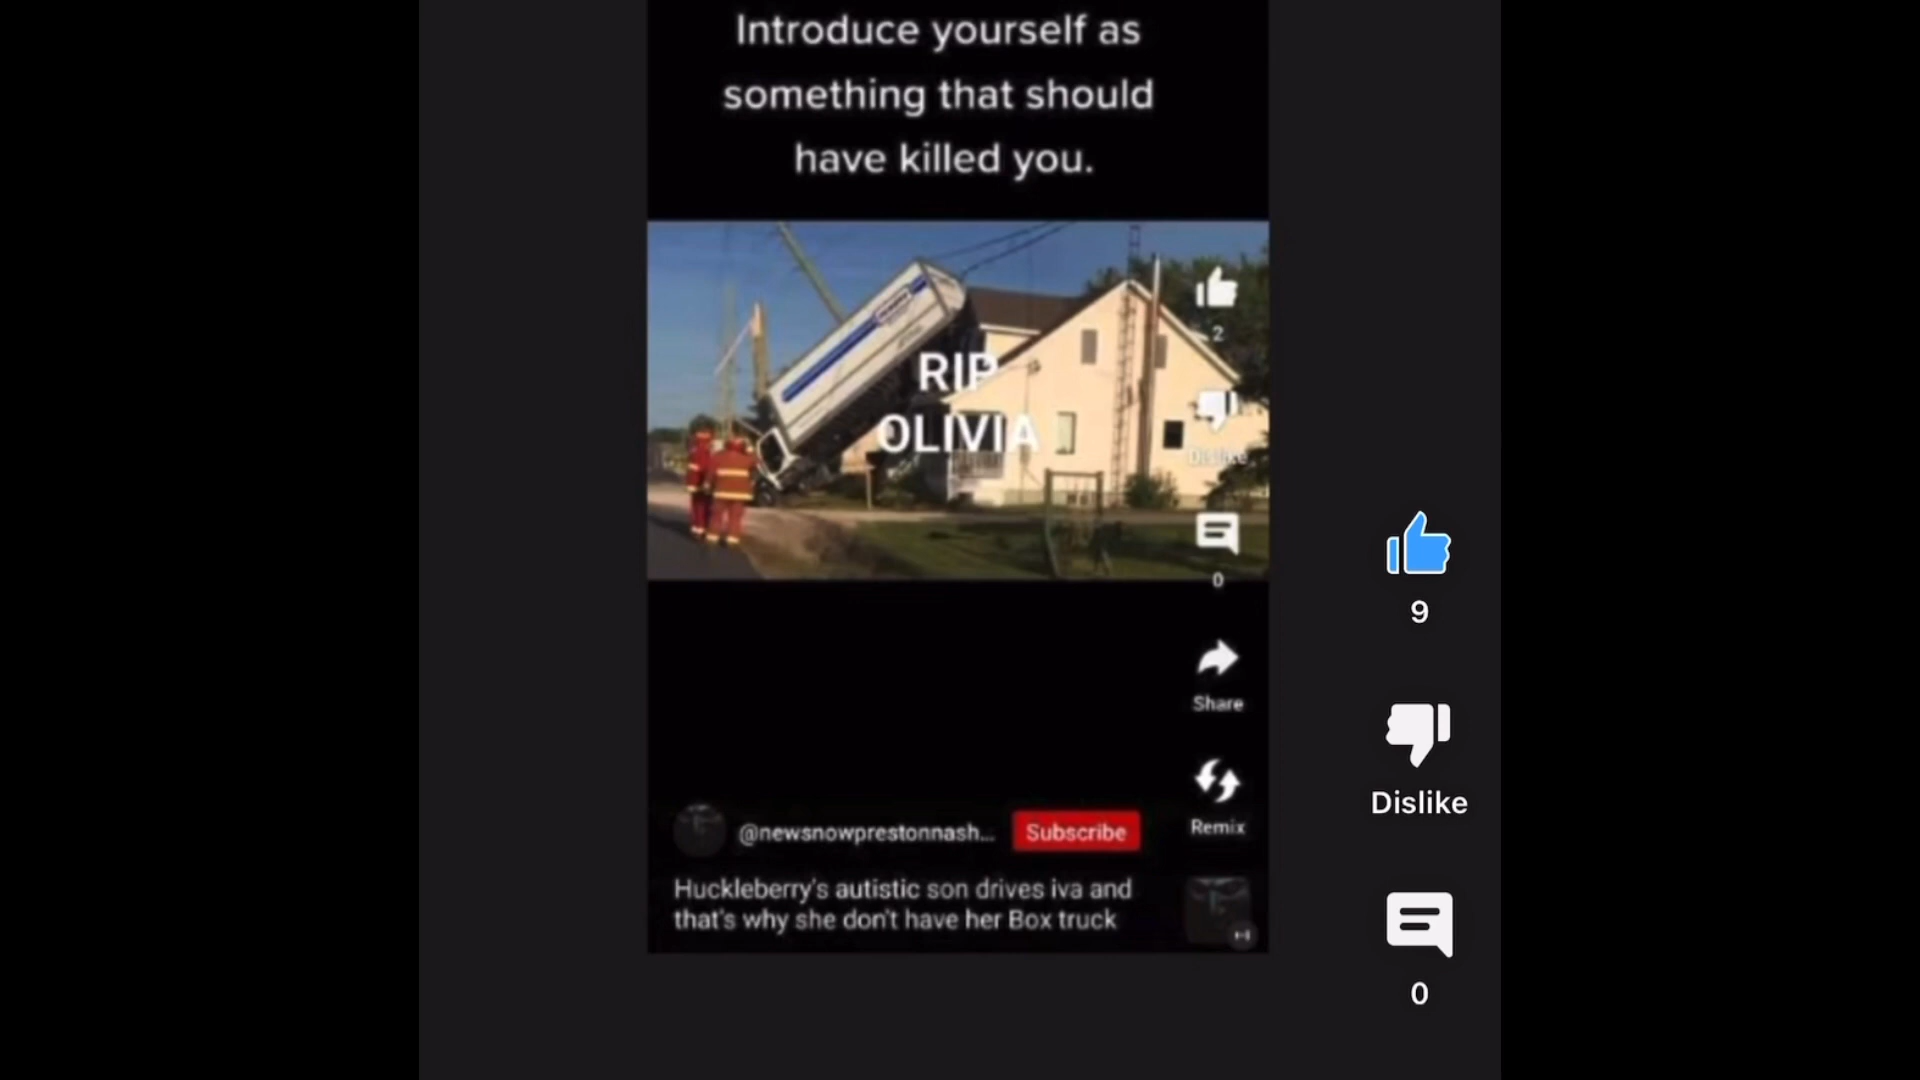 Introduce yourself as
something that should
have killed you.
RIP
OLIVIA
2
Dislike
0
Share
Remix
@newsnowprestonnash...
Subscribe
Huckleberry's autistic son drives iva and
that's why she don't have her Box truck
9
Dislike
0